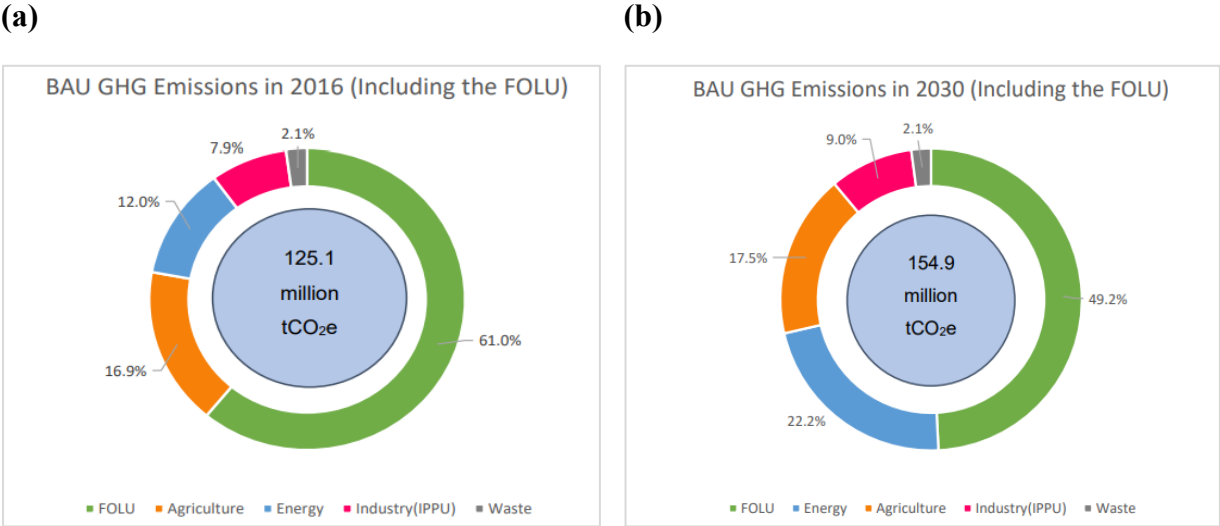 (a)
BAU GHG Emissions in 2016 (Including the FOLU)
2.1%
7.9%
12.0%
125.1
million
tCO₂e
61.0%
16.9%
FOLU Agriculture Energy Industry(IPPU) Waste
(b)
BAU GHG Emissions in 2030 (Including the FOLU)
2.1%
9.0%
17.5%
154.9
million
tCO₂e
49.2%
22.2%
FOLU Energy Agriculture Industry(IPPU) Waste